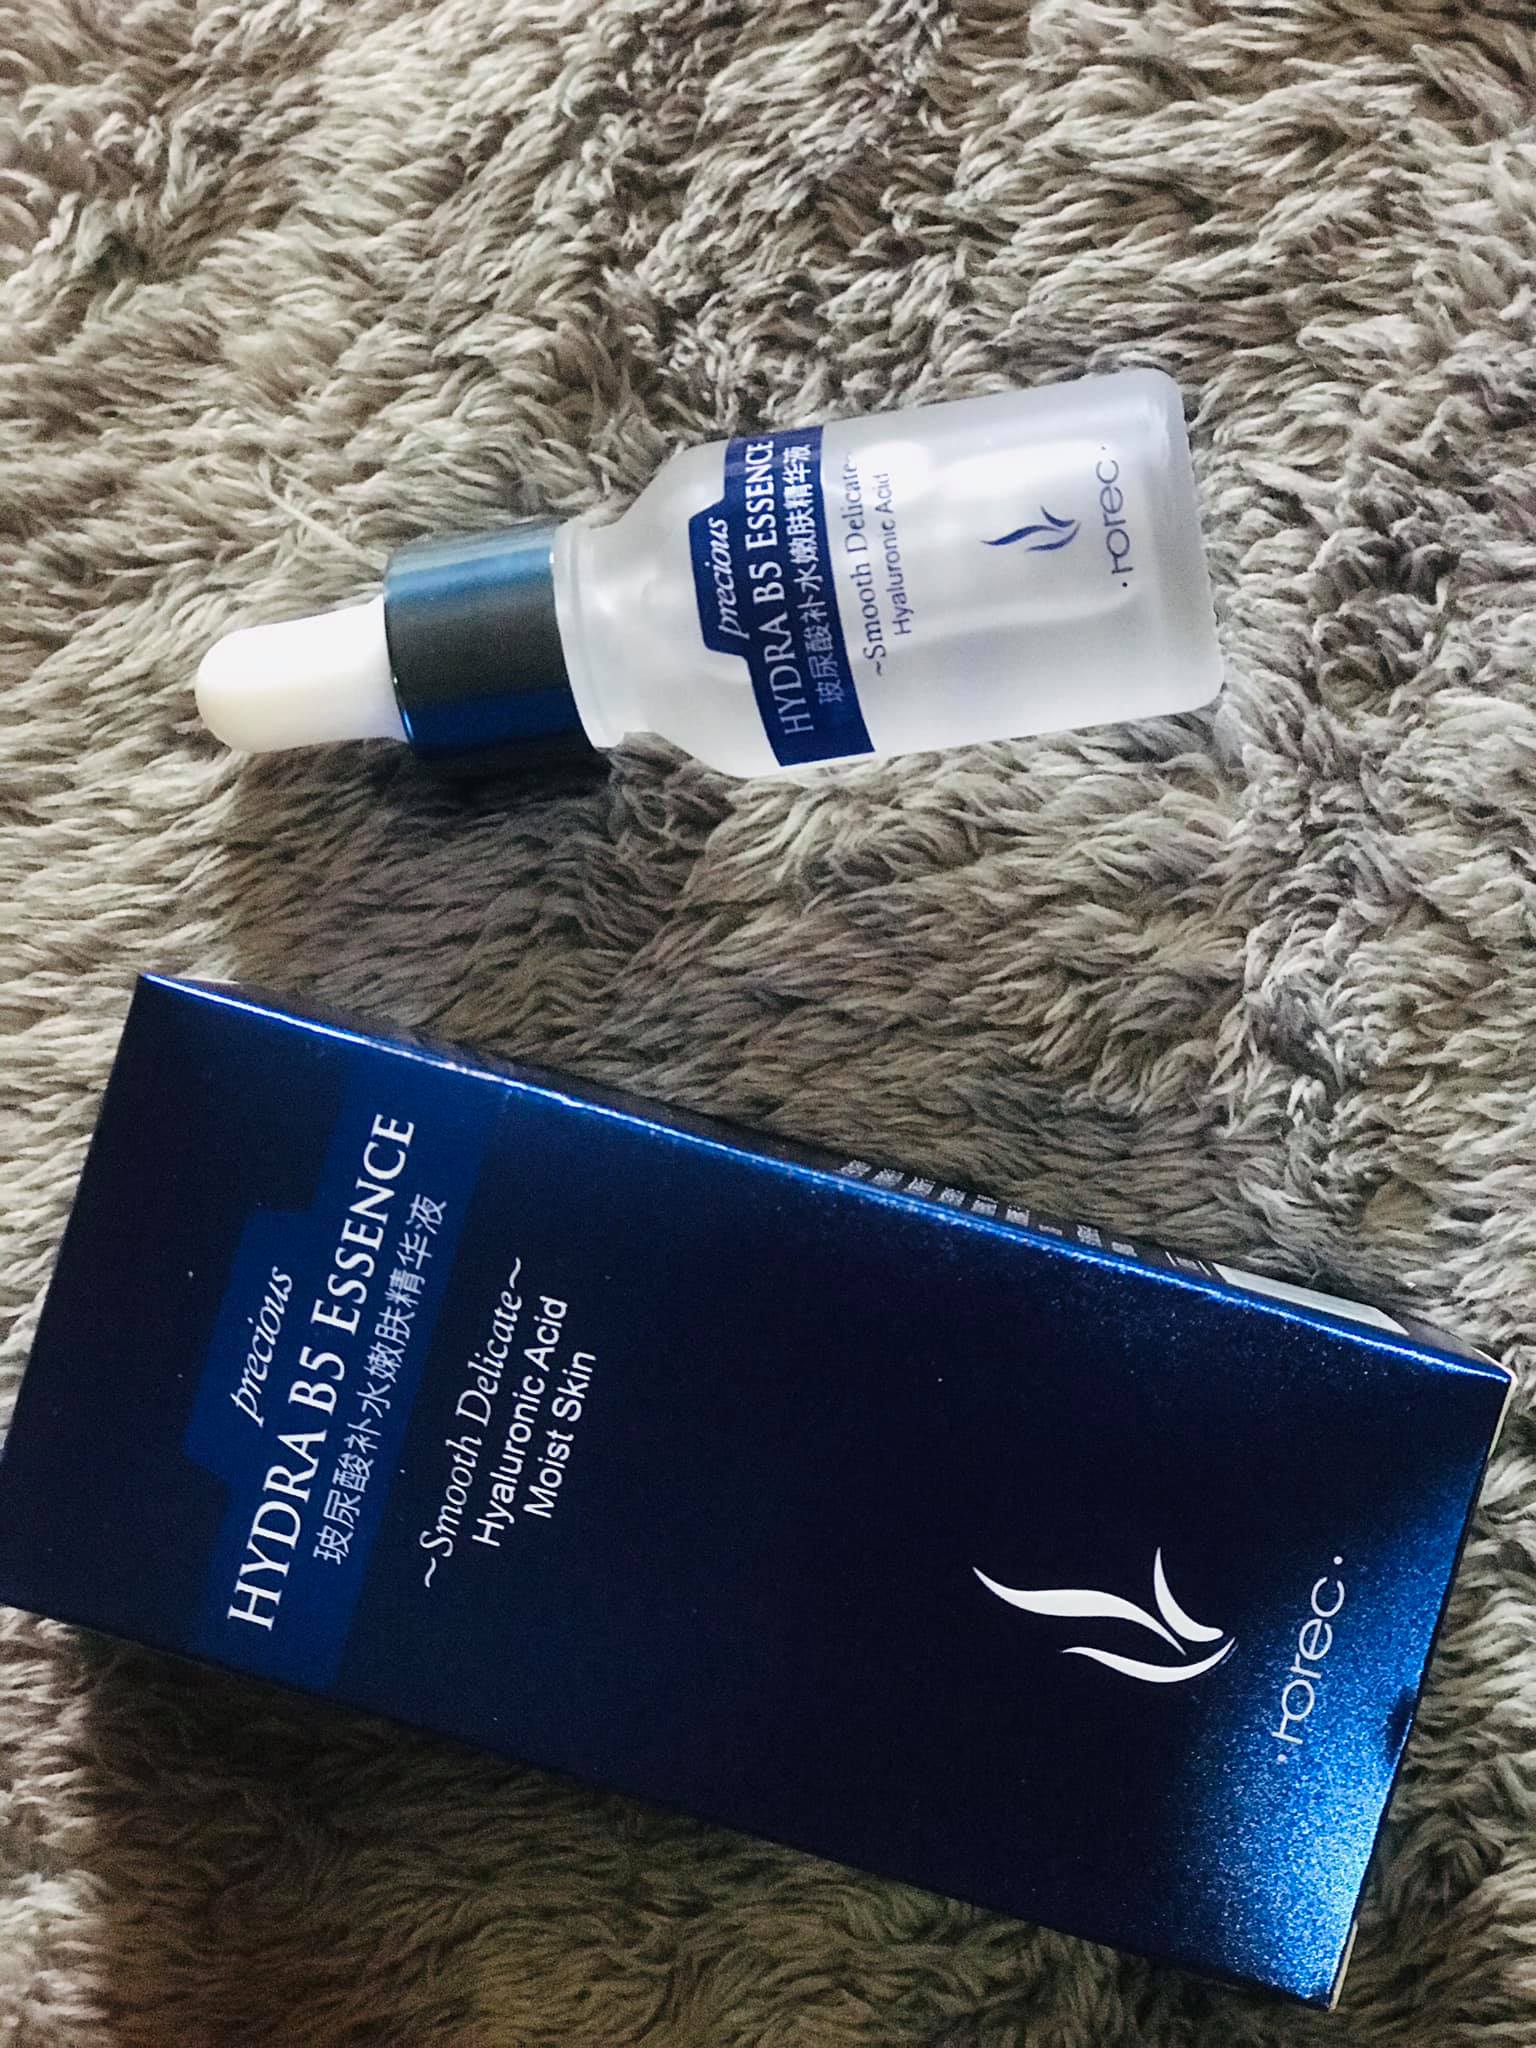 precious
HYDRA B5 ESSENCE
玻尿酸补水嫩肤精华液
~Smooth Delicate~
Hyaluronic Acid
·rorec·
precious
HYDRA B5 ESSENCE
玻尿酸补水嫩肤精华液
~Smooth Delicate~
Hyaluronic Acid
Moist Skin
·rorec·